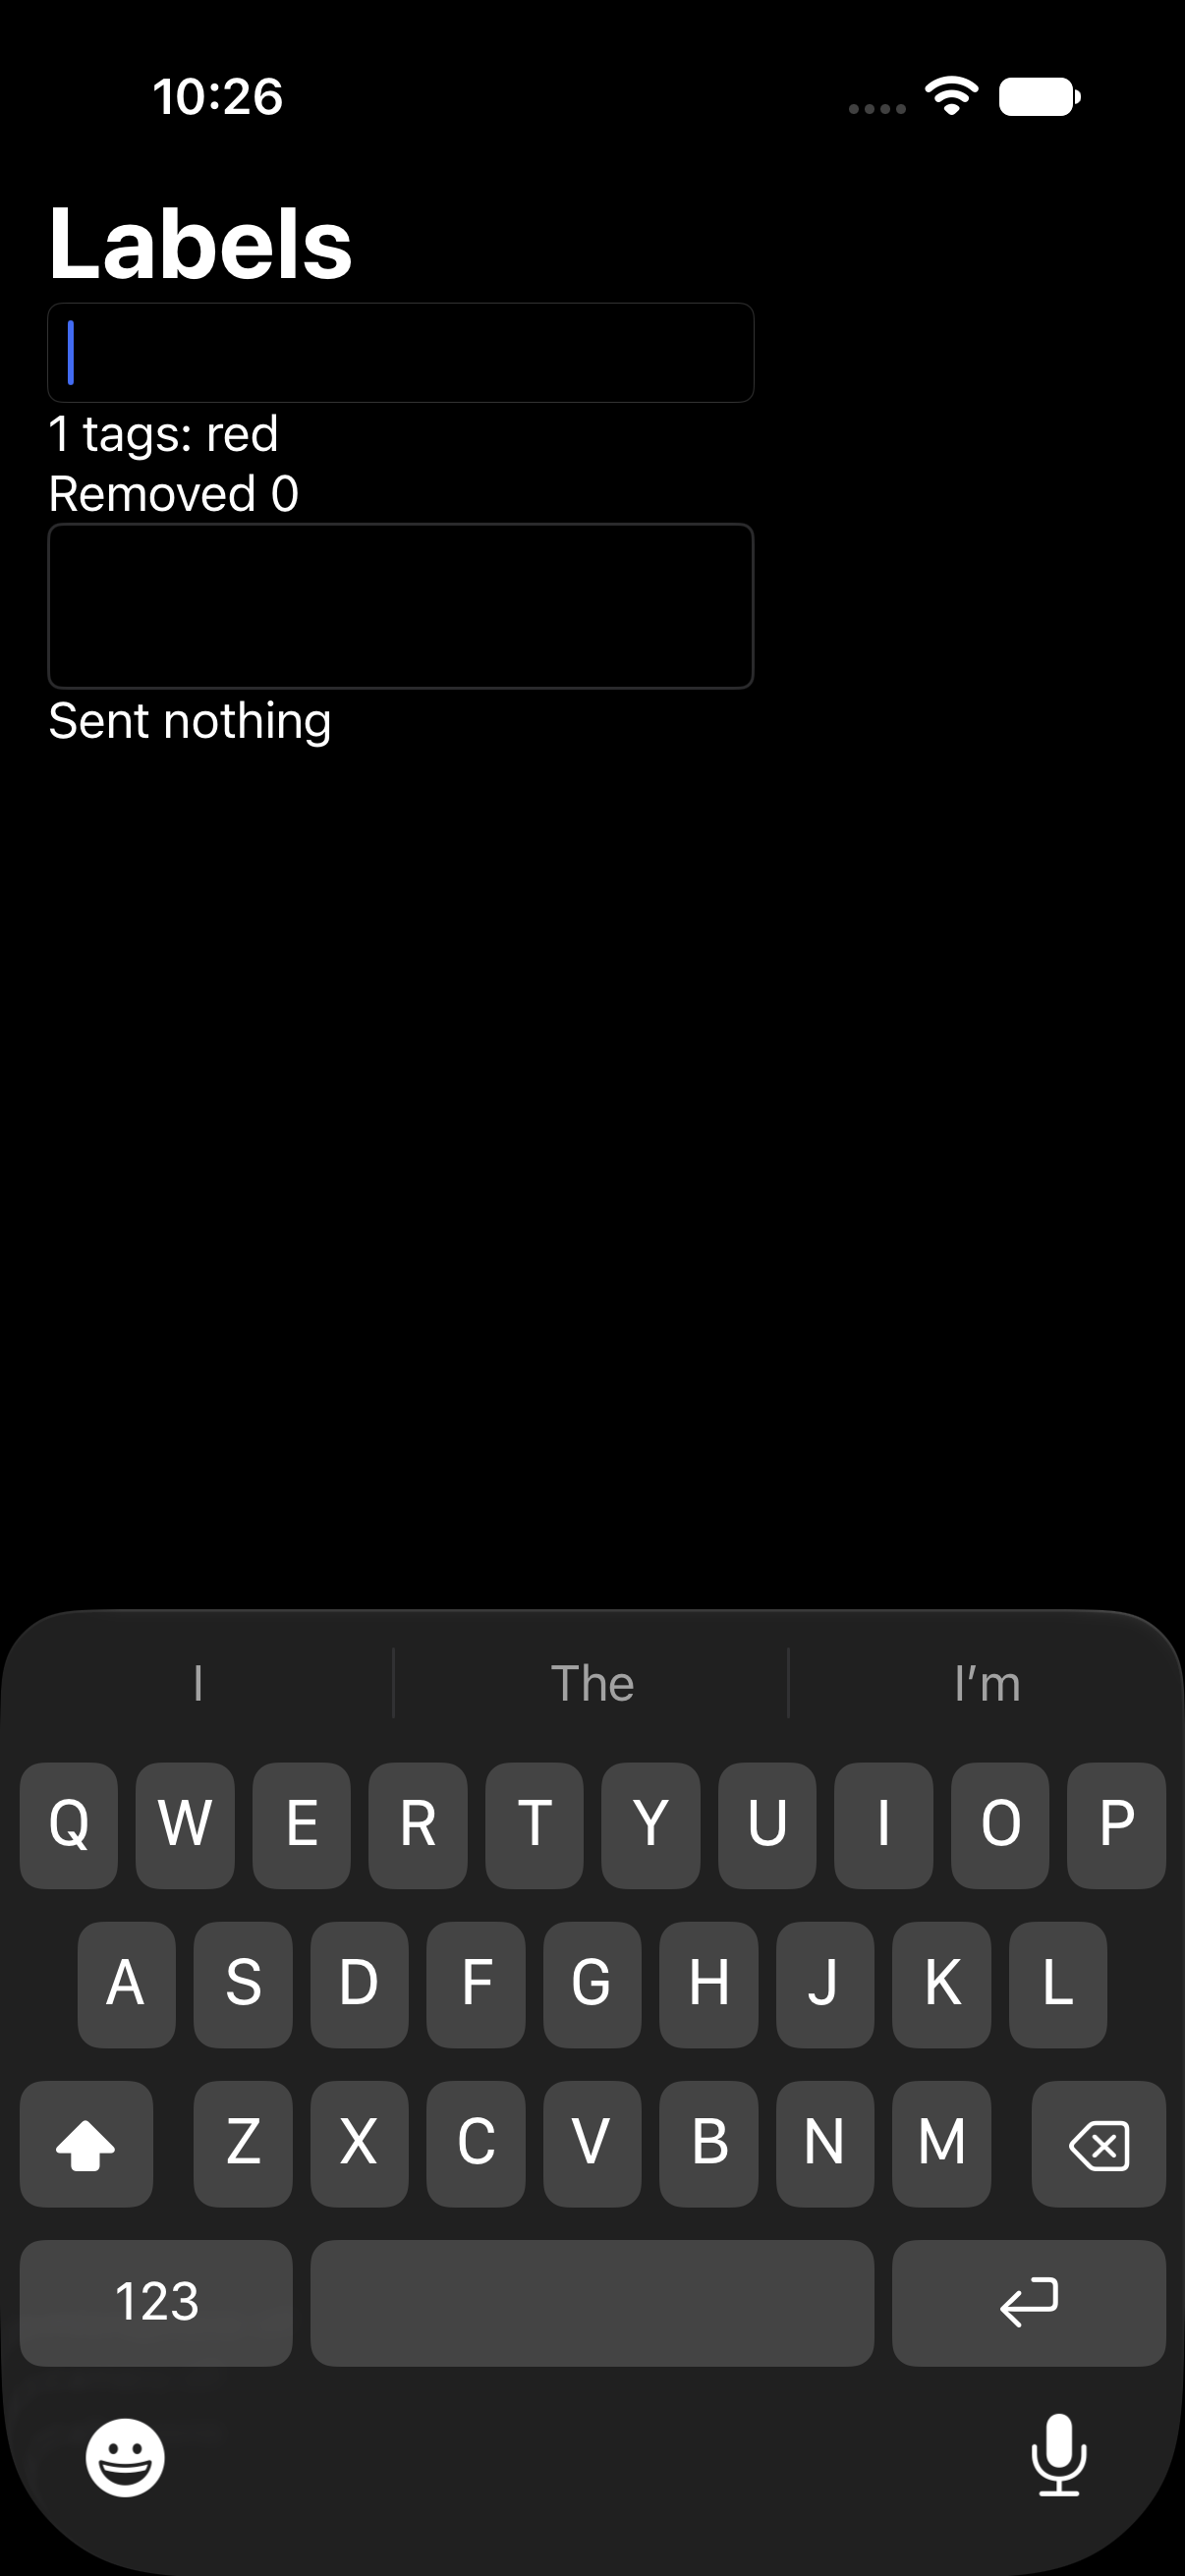 10:26
Labels
1 tags: red
Removed 0
Sent nothing
I The I’m
Q W E R T Y U I O P
A S D F G H J K L
Z X C V B N M
123